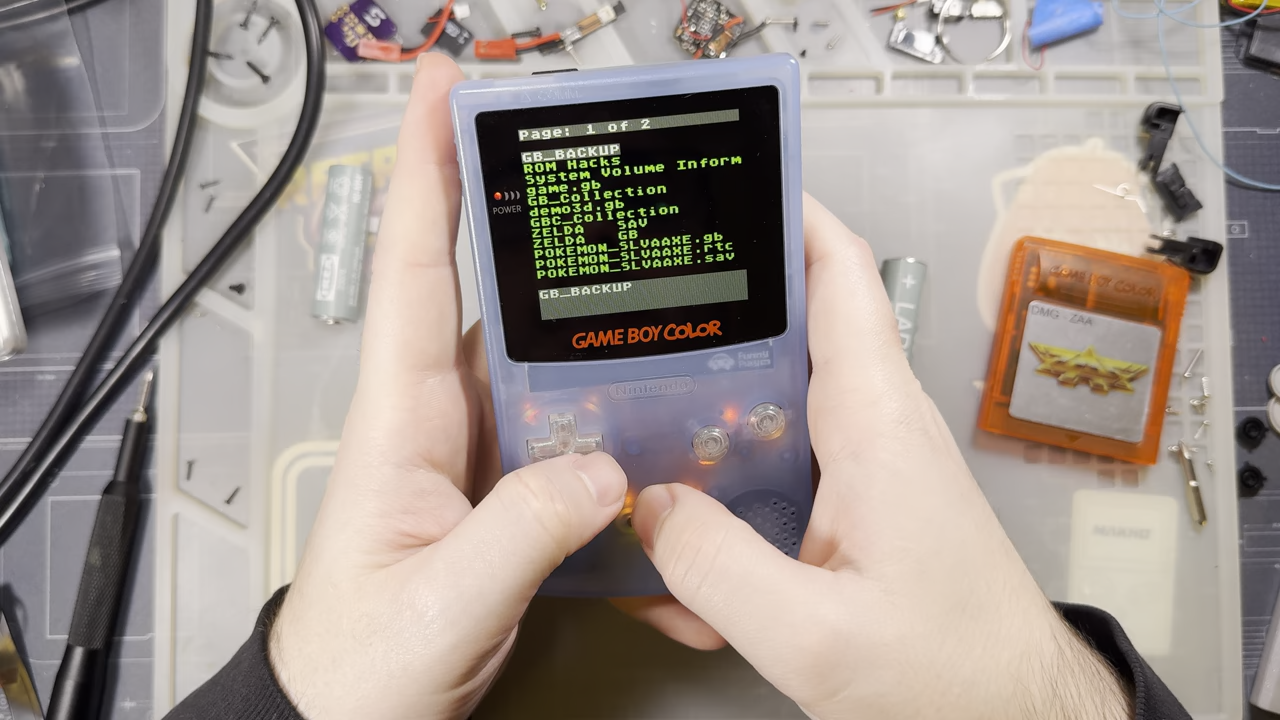 Page: 1 of 2
GB_BACKUP
ROM Hacks
System Volume Inform
game.gb
GB_Collection
demo3d.gb
GBC_Collection
ZELDA SAV
ZELDA GB
POKEMON_SLVAAXE.gb
POKEMON_SLVAAXE.rtc
POKEMON_SLVAAXE.sav
GB_BACKUP
POWER
GAME BOY COLOR
Nintendo
GAME BOY COLOR
DMG - ZAA